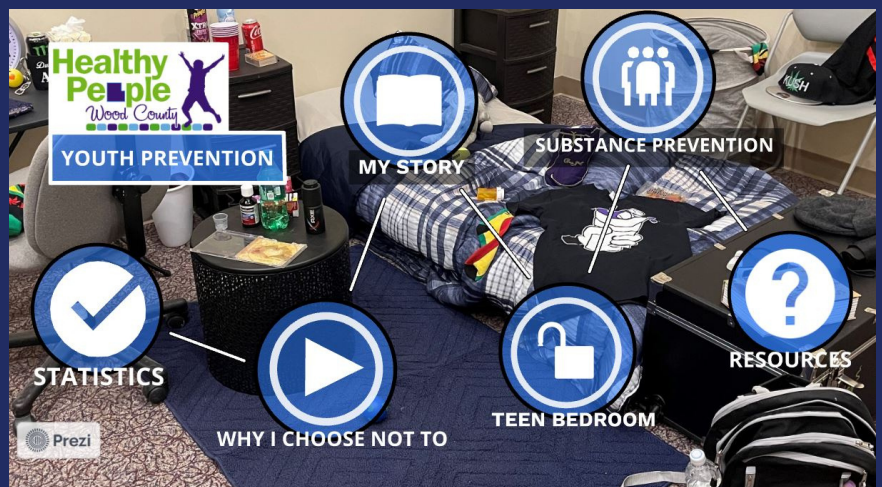 Healthy
People
Wood County
YOUTH PREVENTION
MY STORY
SUBSTANCE PREVENTION
STATISTICS
WHY I CHOOSE NOT TO
TEEN BEDROOM
RESOURCES
Prezi
KUSH